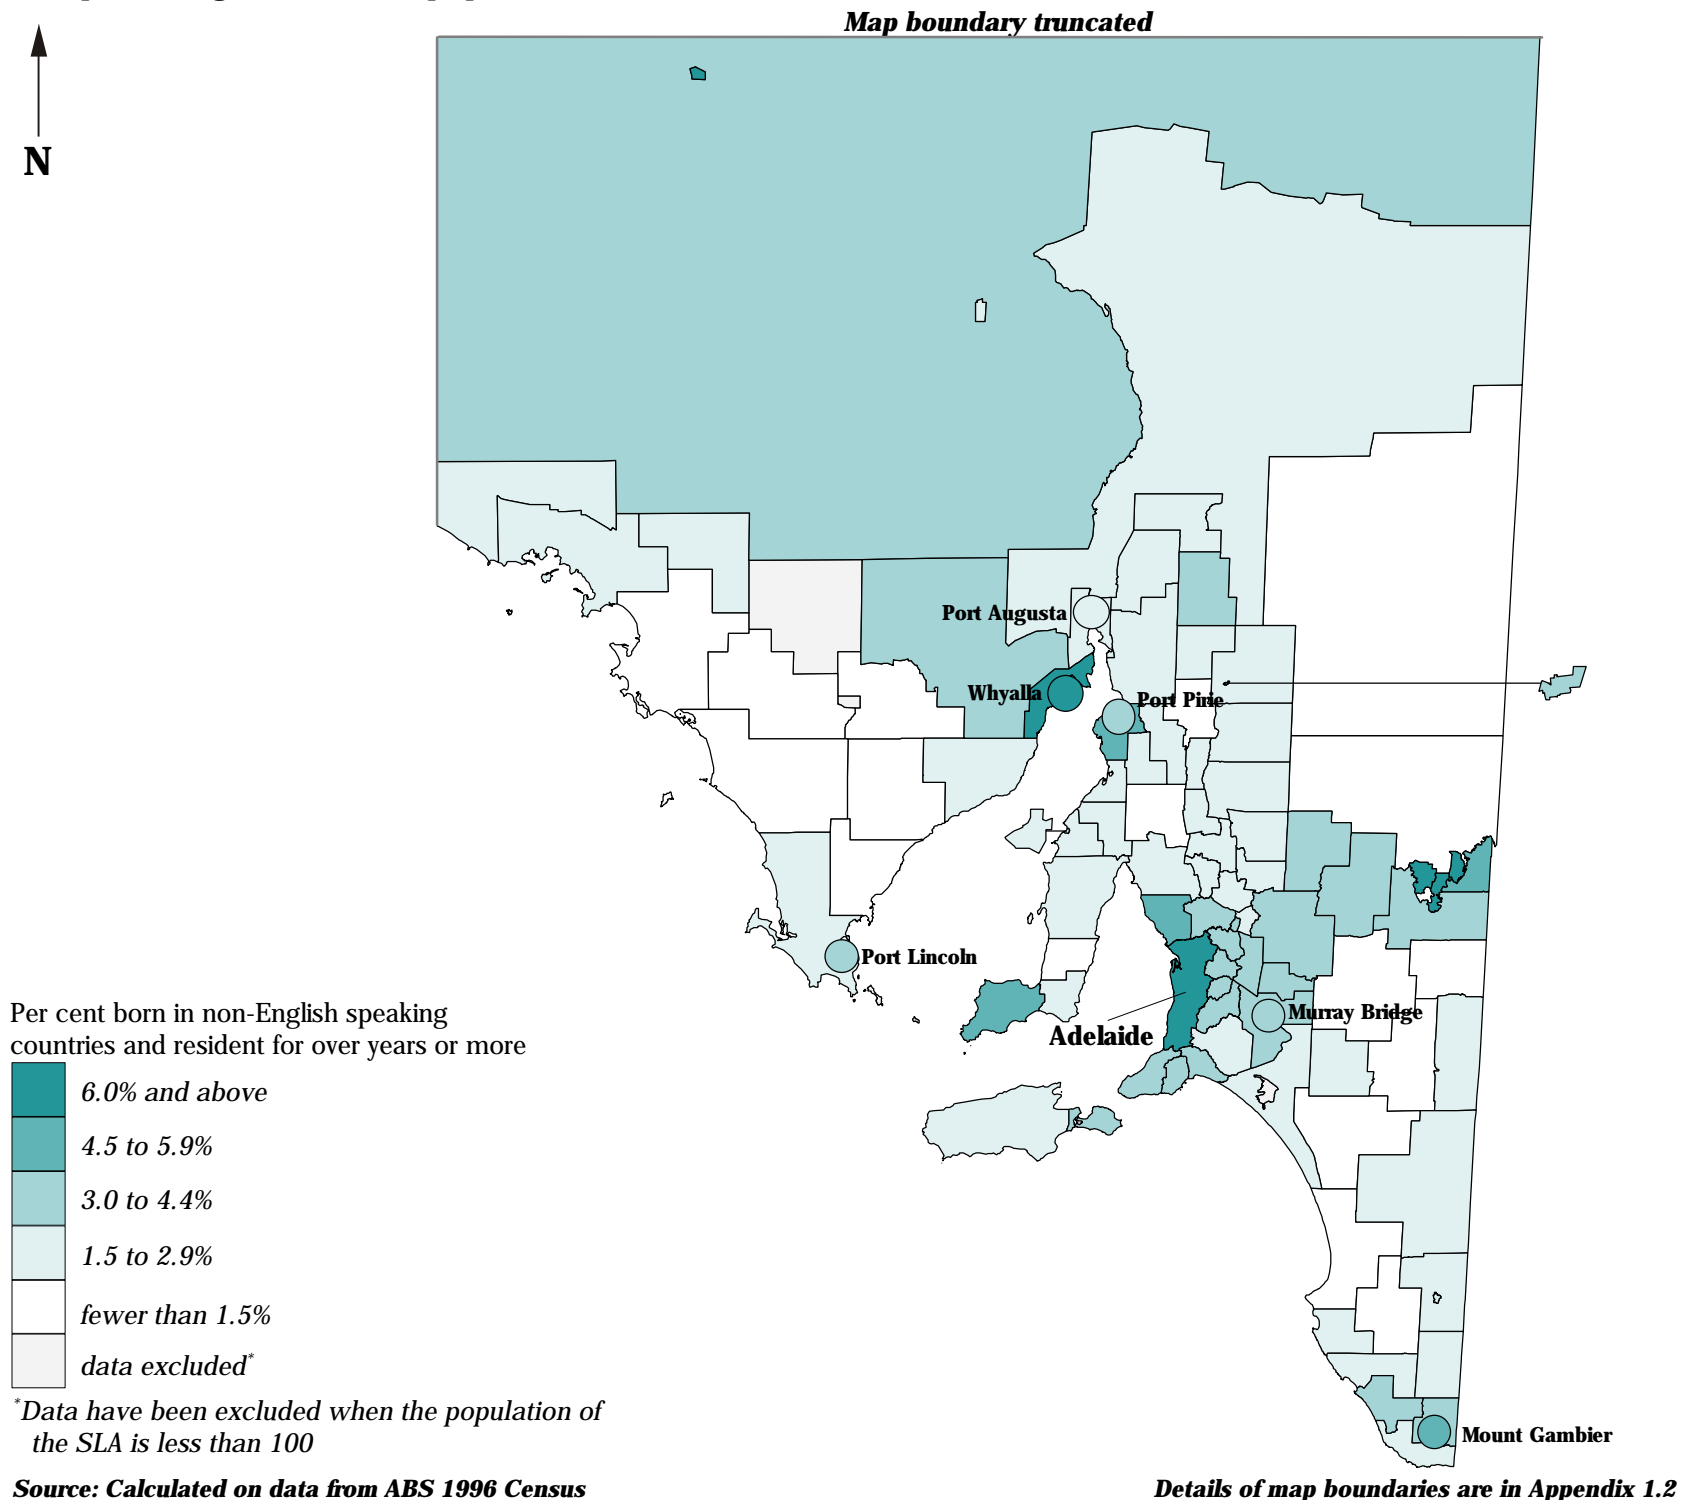 Map boundary truncated
N
Port Augusta
Whyalla
Port Pirie
Port Lincoln
Murray Bridge
Adelaide
Per cent born in non-English speaking
countries and resident for over years or more
6.0% and above
4.5 to 5.9%
3.0 to 4.4%
1.5 to 2.9%
fewer than 1.5%
data excluded*
*Data have been excluded when the population of
the SLA is less than 100
Mount Gambier
Source: Calculated on data from ABS 1996 Census
Details of map boundaries are in Appendix 1.2